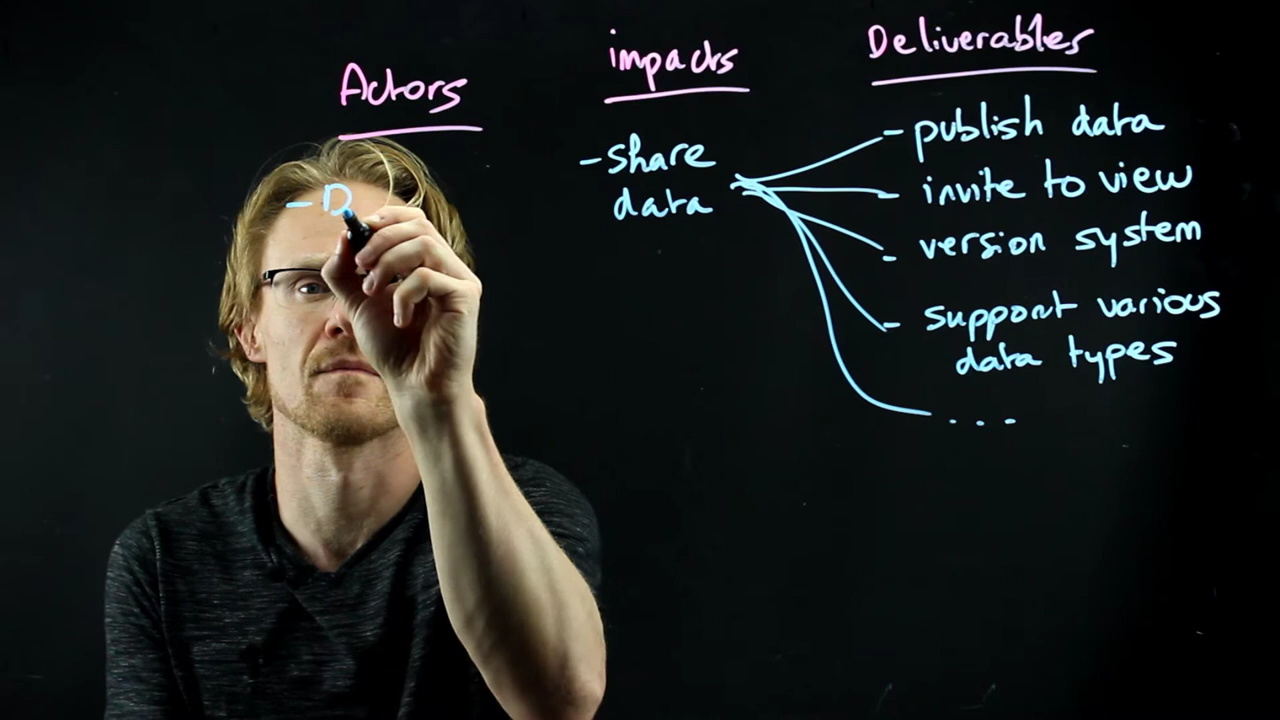 Actors
impacts
Deliverables
- D
- share
data
- publish data
- invite to view
- version system
- support various
data types
...